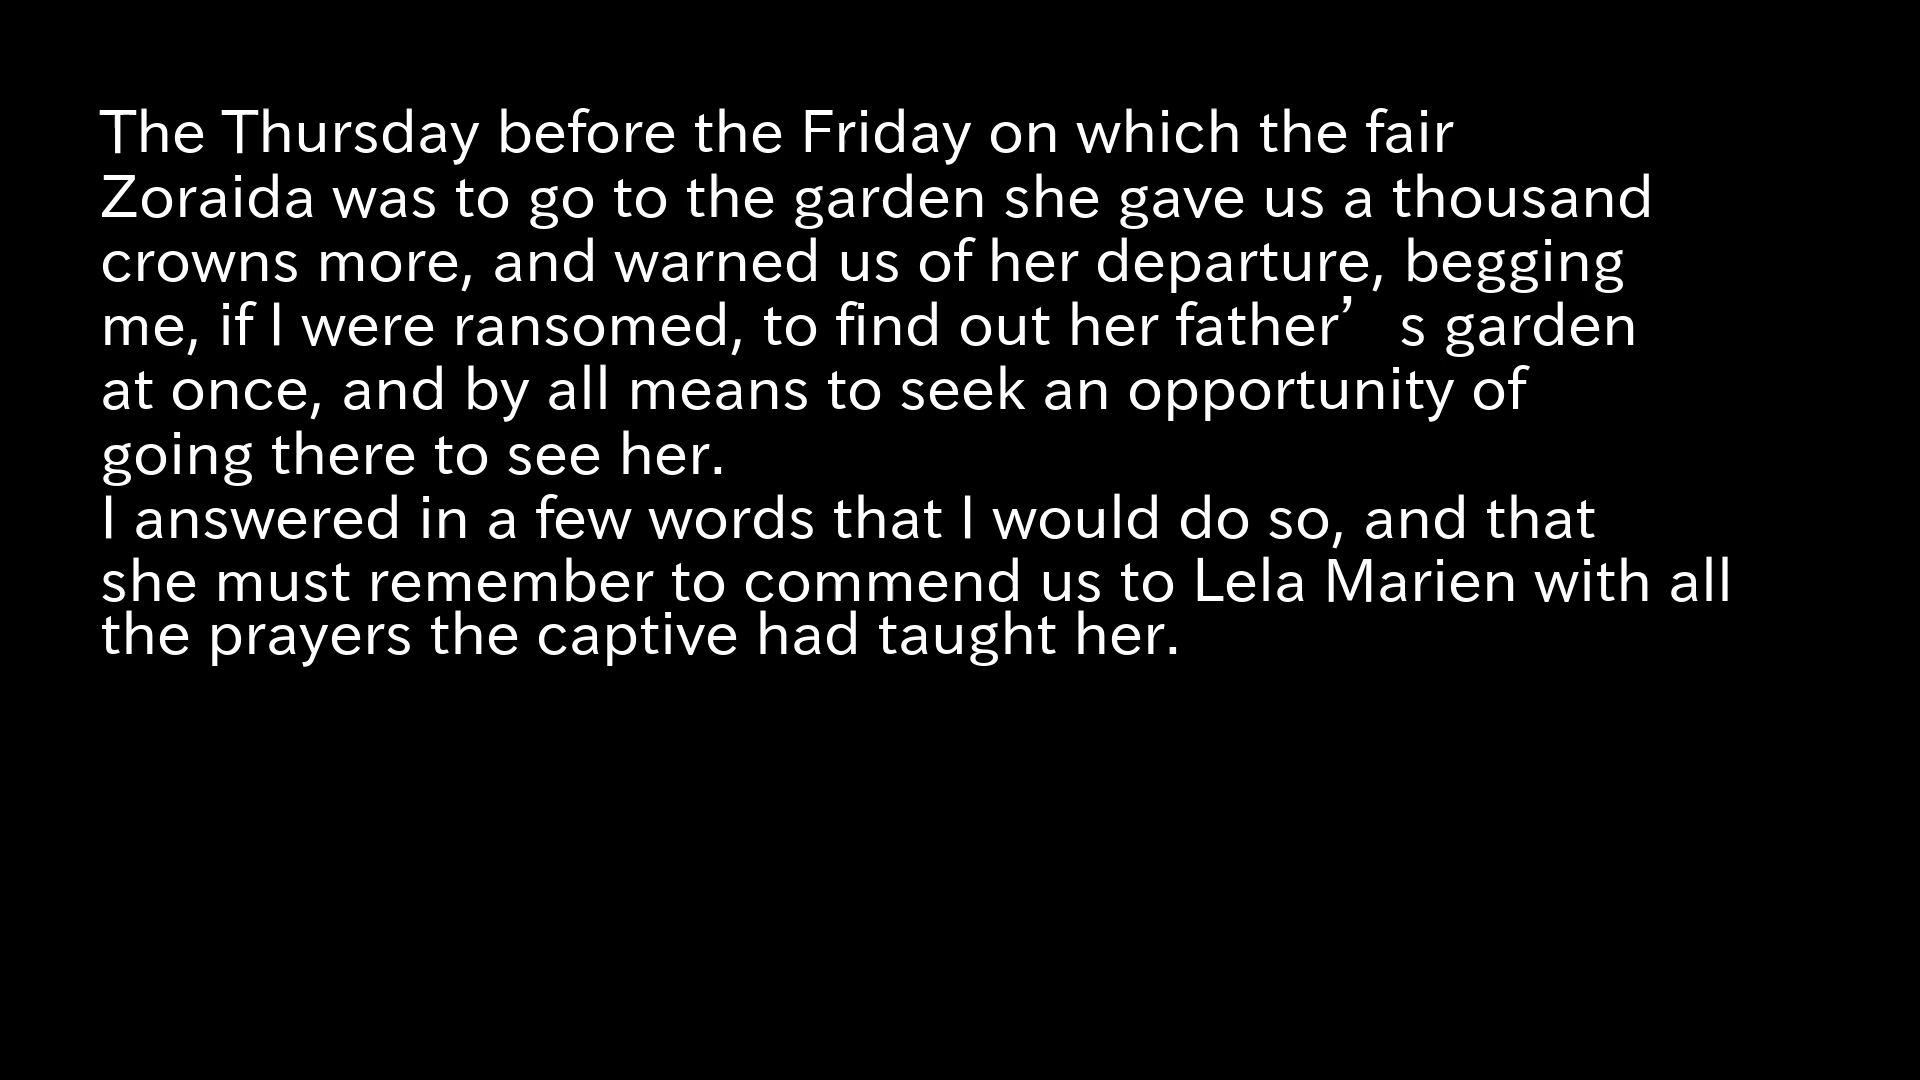 The Thursday before the Friday on which the fair
Zoraida was to go to the garden she gave us a thousand
crowns more, and warned us of her departure, begging
me, if I were ransomed, to find out her father’s garden
at once, and by all means to seek an opportunity of
going there to see her.
I answered in a few words that I would do so, and that
she must remember to commend us to Lela Marien with all
the prayers the captive had taught her.